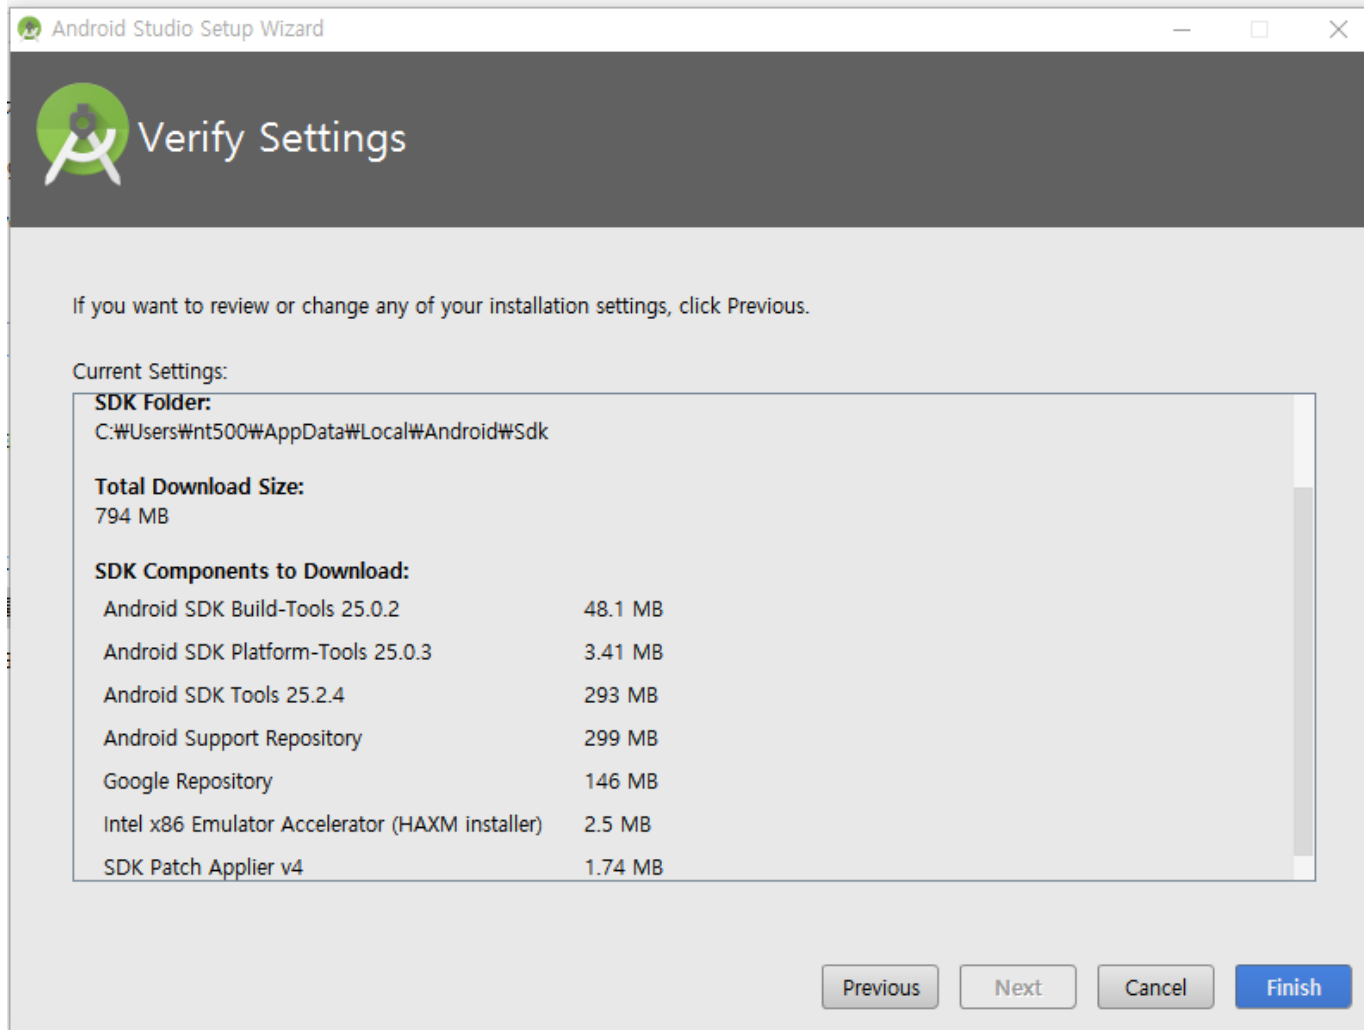 Android Studio Setup Wizard
Verify Settings
If you want to review or change any of your installation settings, click Previous.
Current Settings:
SDK Folder:
C:₩Users₩nt500₩AppData₩Local₩Android₩Sdk
Total Download Size:
794 MB
SDK Components to Download:
Android SDK Build-Tools 25.0.2 48.1 MB
Android SDK Platform-Tools 25.0.3 3.41 MB
Android SDK Tools 25.2.4 293 MB
Android Support Repository 299 MB
Google Repository 146 MB
Intel x86 Emulator Accelerator (HAXM installer) 2.5 MB
SDK Patch Applier v4 1.74 MB
Previous Next Cancel Finish